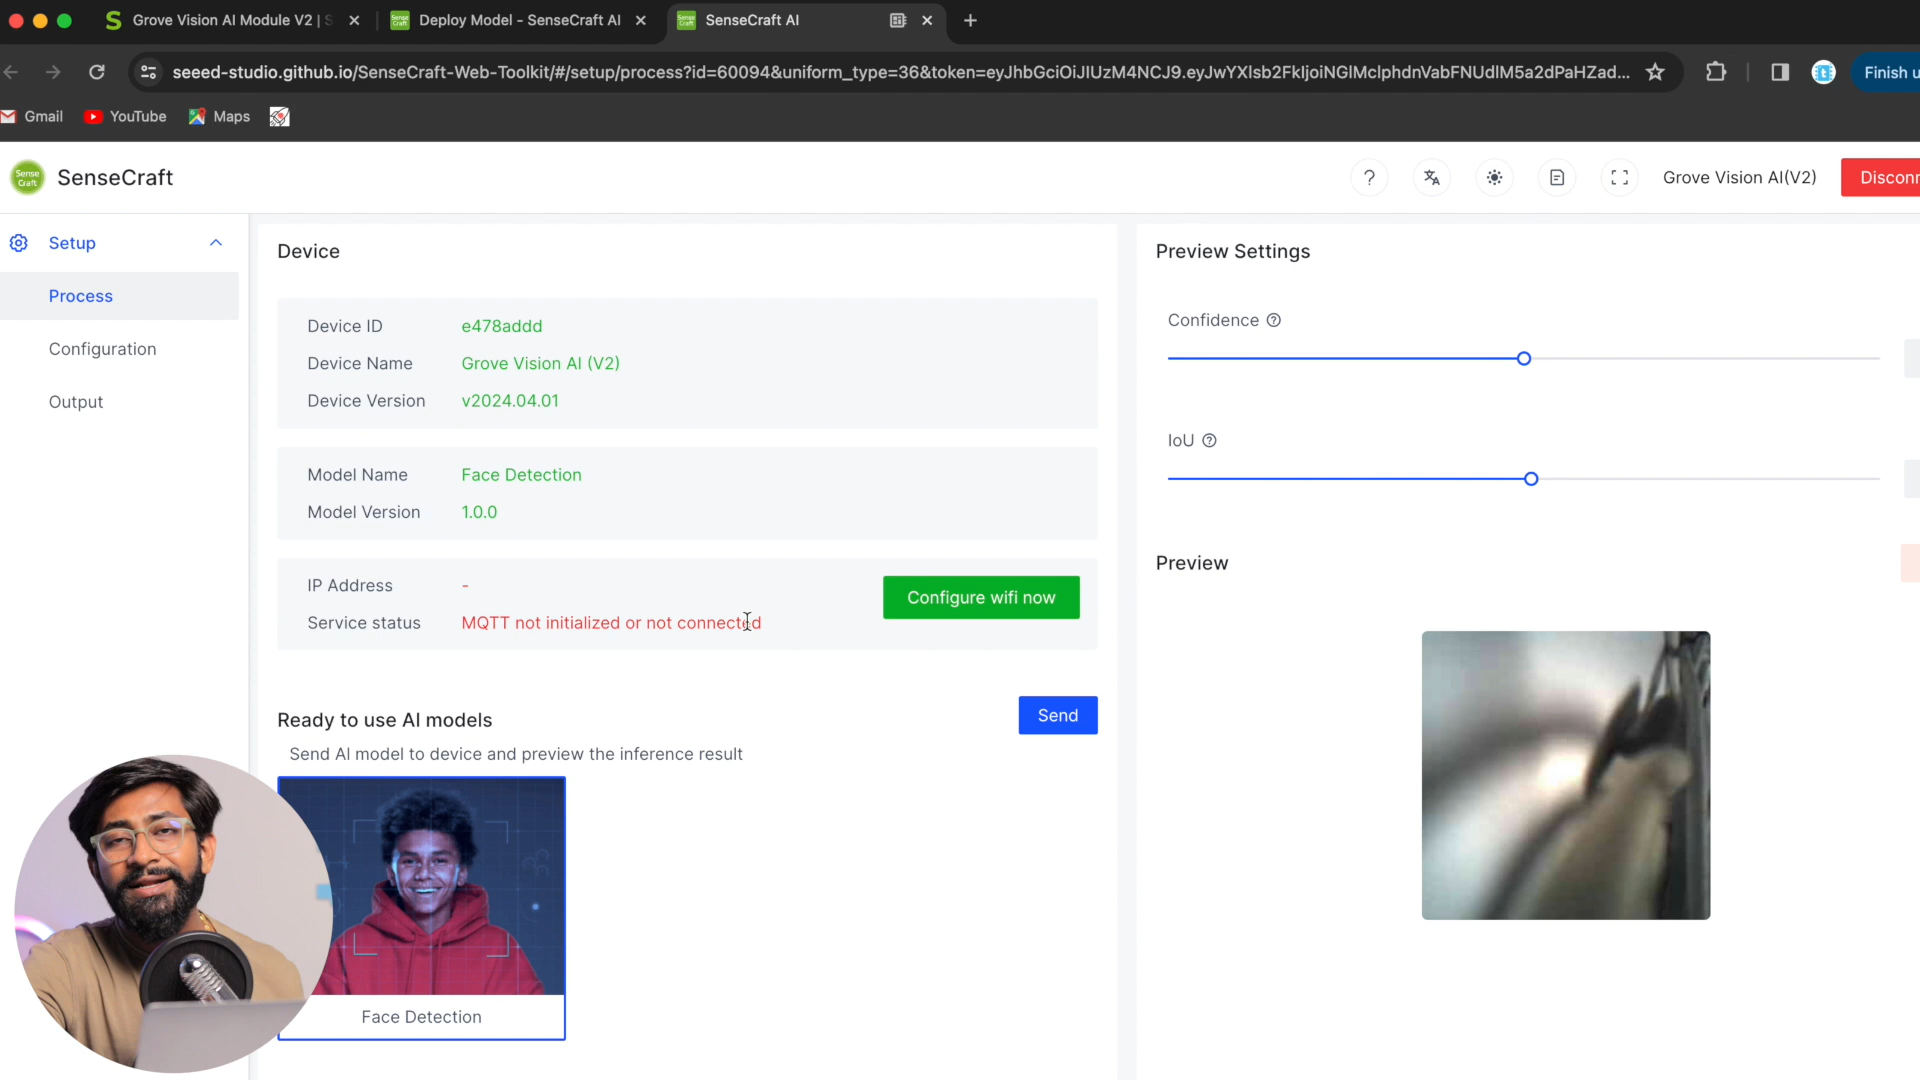 Grove Vision AI Module V2 | S
Deploy Model - SenseCraft AI
SenseCraft AI
seeed-studio.github.io/SenseCraft-Web-Toolkit/#/setup/process?id=60094&uniform_type=36&token=eyJhbGciOiJIUzM4NCJ9.eyJwYXlsb2FkIjoiNGlMclphdnVabFNUdlM5a2dPaHZad...
Finish u
Gmail
YouTube
Maps
Sense Craft
SenseCraft
Grove Vision AI(V2)
Disconn
Setup
Process
Configuration
Output
Device
Device ID e478addd
Device Name Grove Vision AI (V2)
Device Version v2024.04.01
Model Name Face Detection
Model Version 1.0.0
IP Address -
Service status MQTT not initialized or not connected
Configure wifi now
Ready to use AI models
Send
Send AI model to device and preview the inference result
Face Detection
Preview Settings
Confidence
IoU
Preview